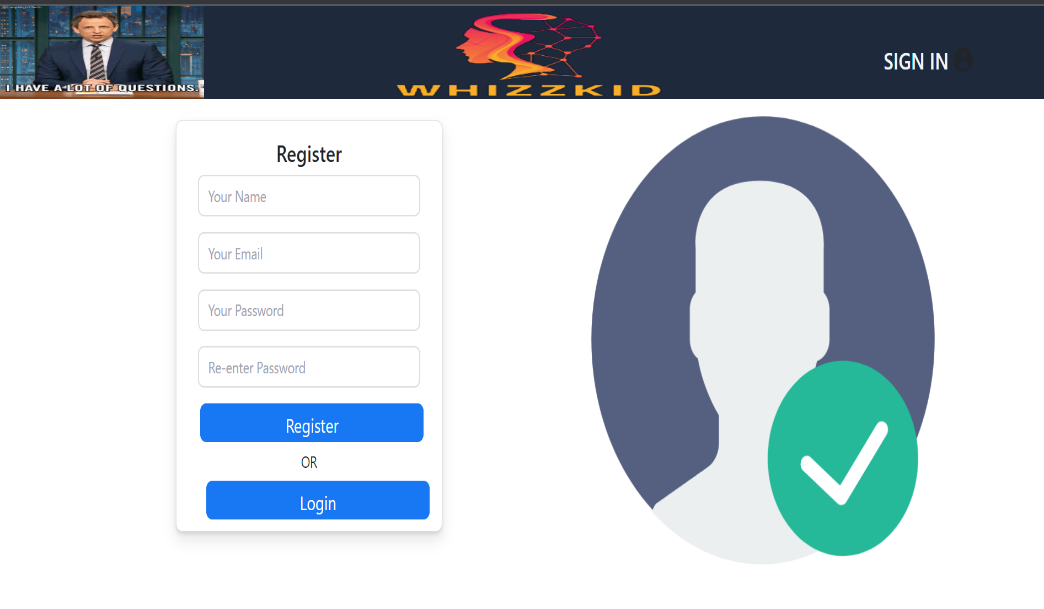 I HAVE A LOT OF QUESTIONS.
WHIZZKID
SIGN IN
Register
Your Name
Your Email
Your Password
Re-enter Password
Register
OR
Login